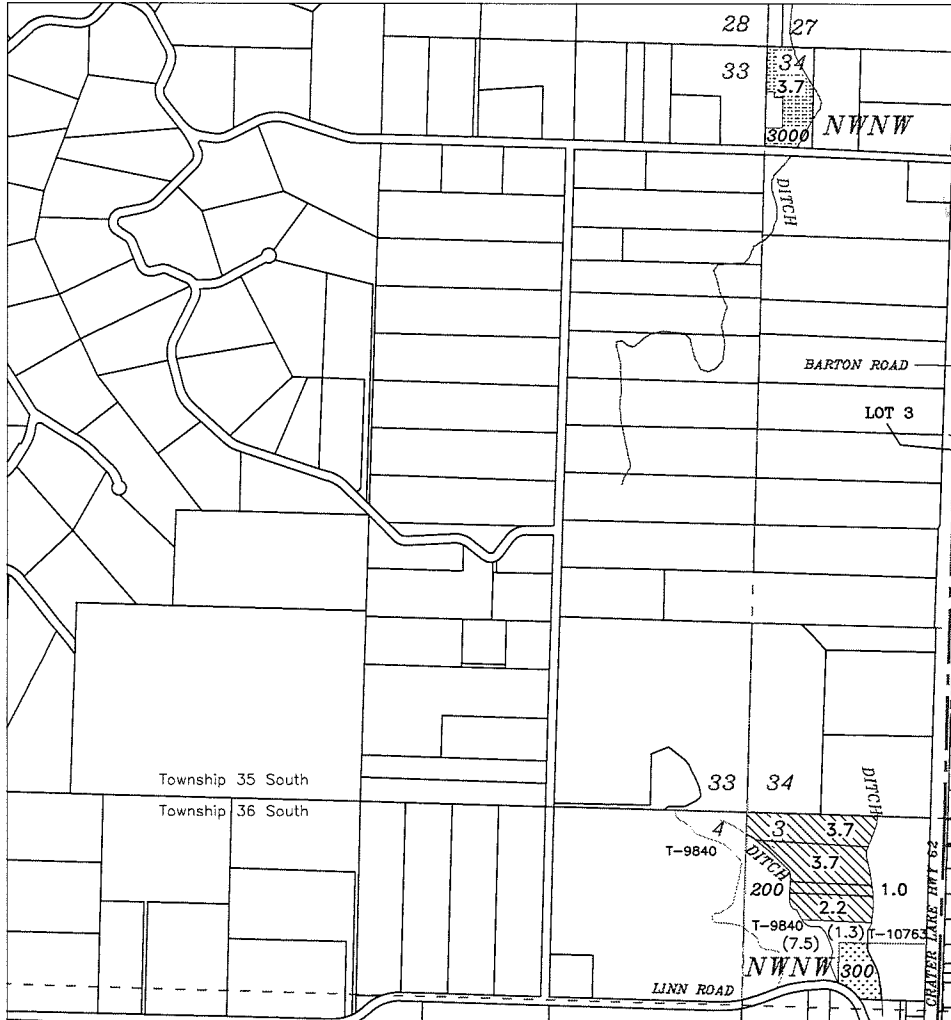 28 27
33 34
3.7
3000 NWNW
DITCH
BARTON ROAD
LOT 3
Township 35 South
Township 36 South
33 34
DITCH
4 3 3.7
T-9840
DITCH
3.7
200
1.0
2.2
T-9840 (1.3) T-10763
(7.5)
NWNW 300
LINN ROAD
CRATER LAKE HWY 62